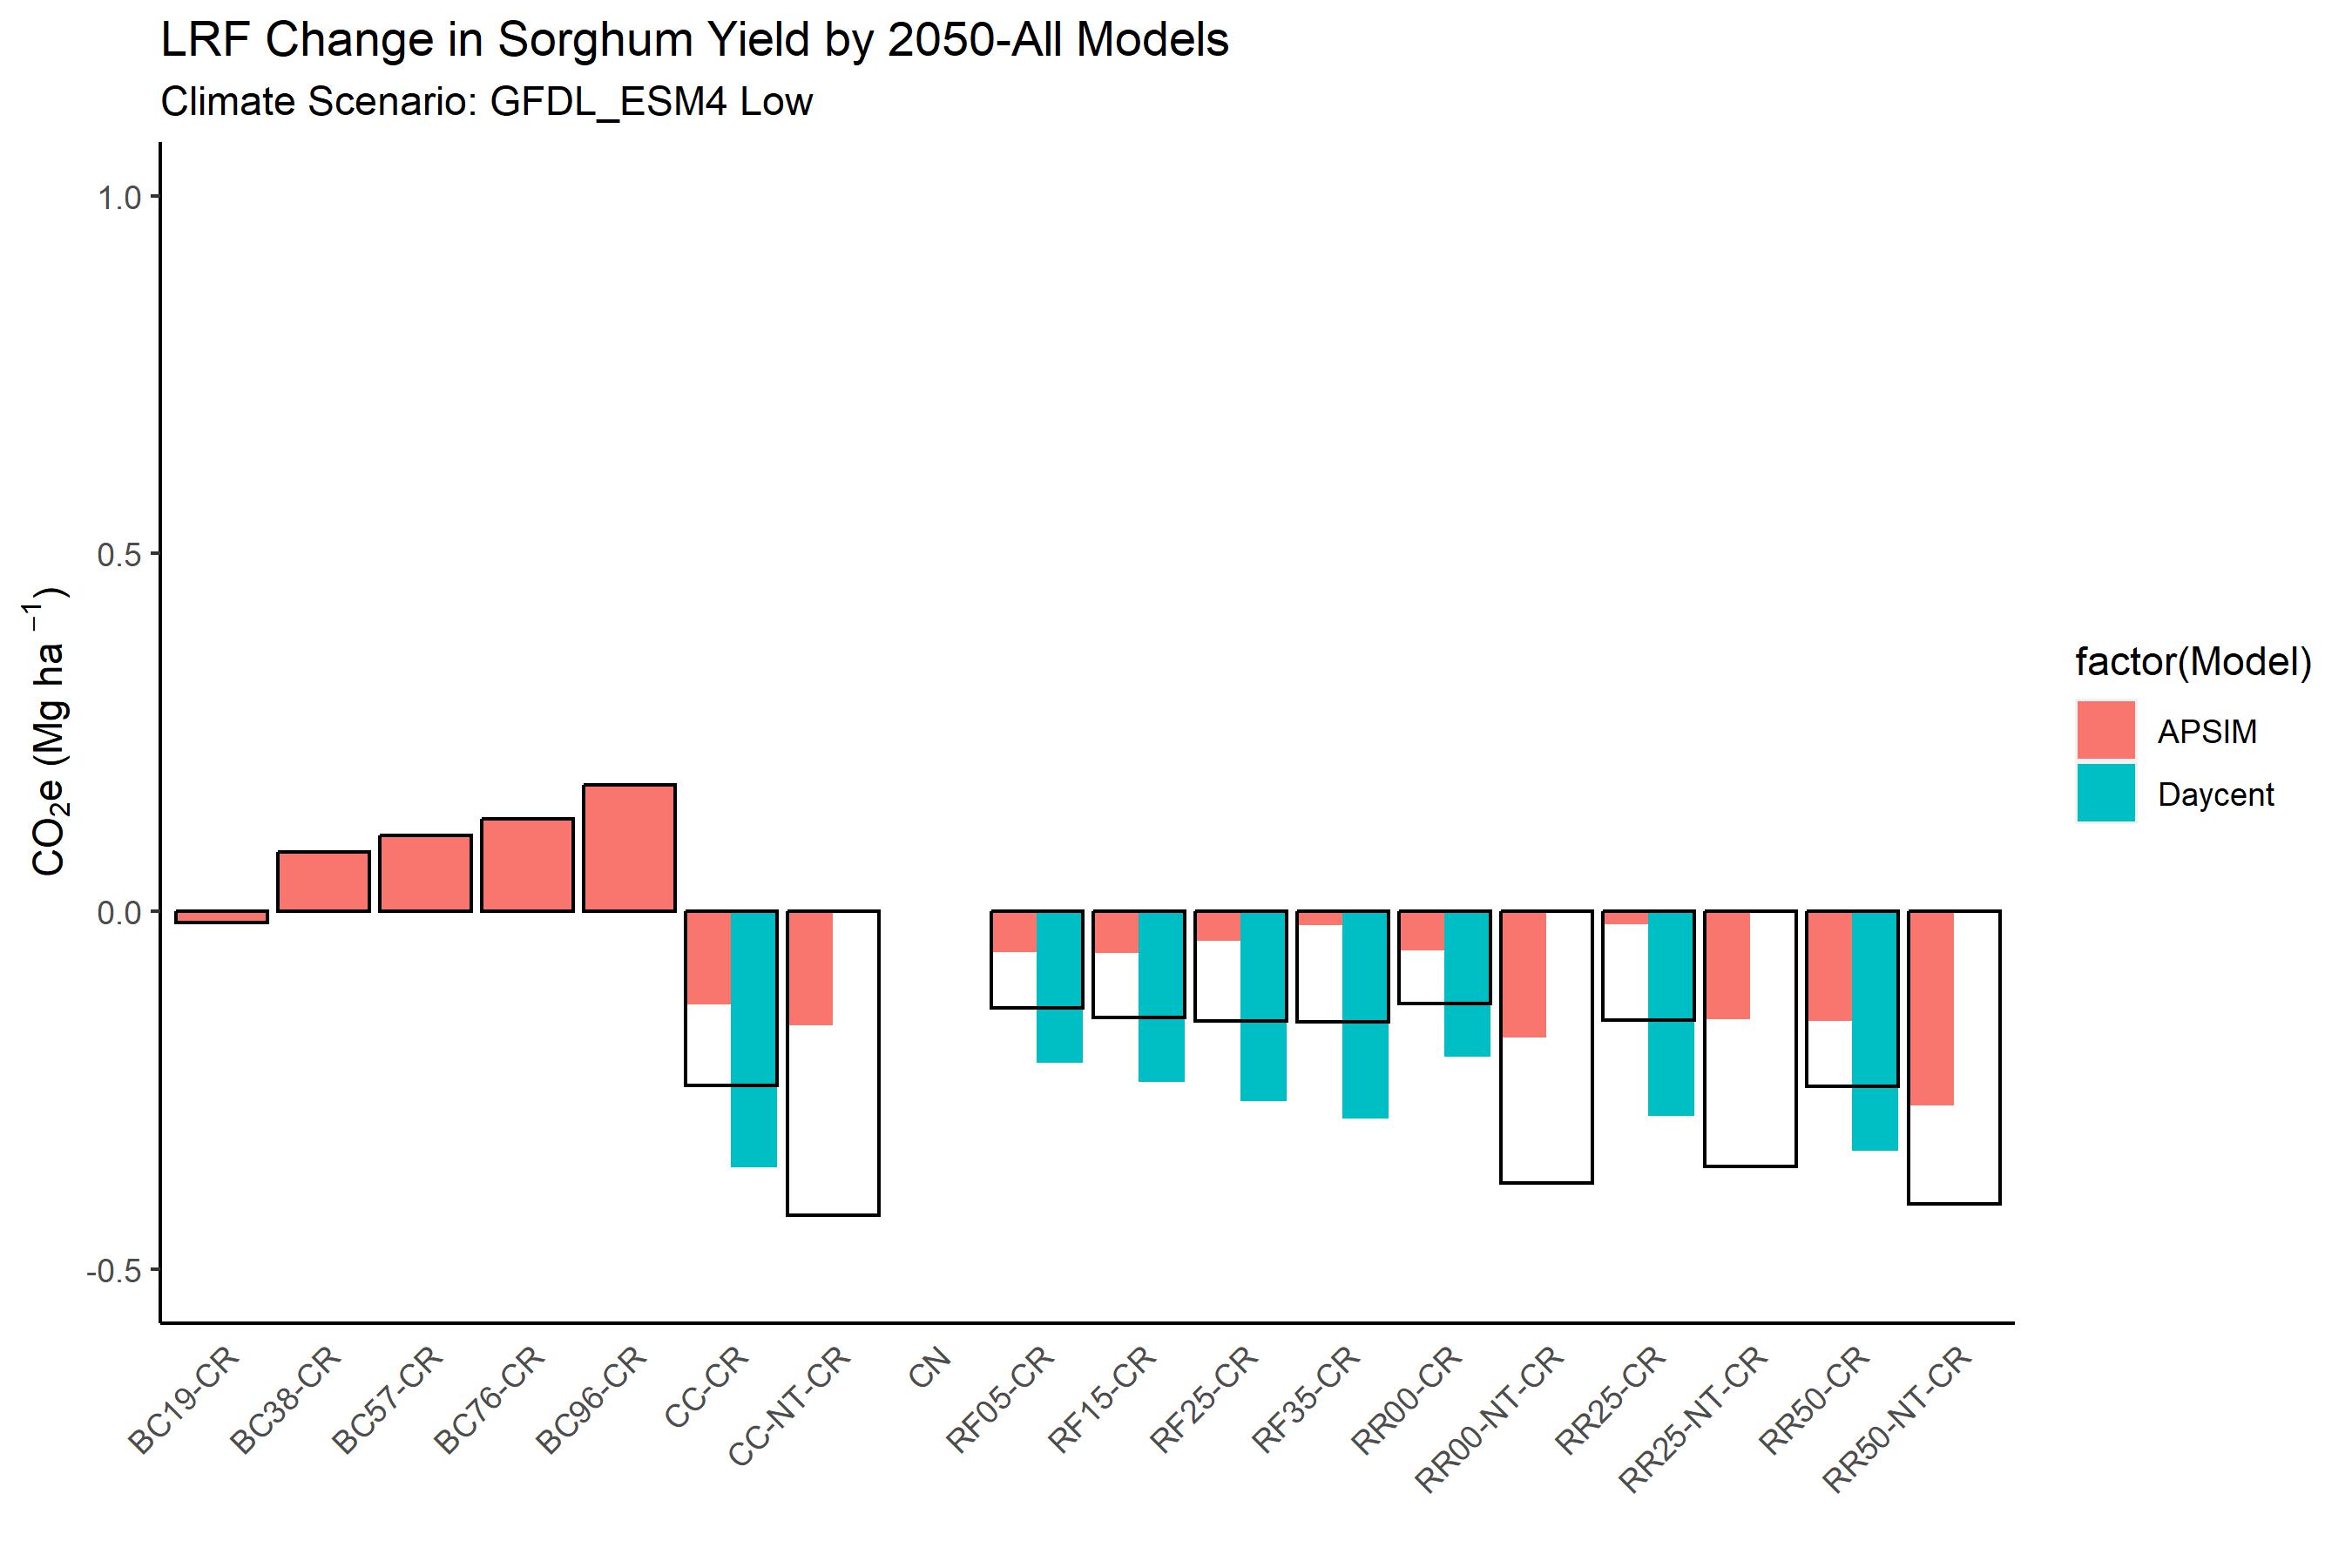 LRF Change in Sorghum Yield by 2050-All Models
Climate Scenario: GFDL_ESM4 Low
CO₂e (Mg ha ⁻¹)
1.0
0.5
0.0
-0.5
BC19-CR
BC38-CR
BC57-CR
BC76-CR
BC96-CR
CC-CR
CC-NT-CR
CN
RF05-CR
RF15-CR
RF25-CR
RF35-CR
RR00-CR
RR00-NT-CR
RR25-CR
RR25-NT-CR
RR50-CR
RR50-NT-CR
factor(Model)
APSIM
Daycent